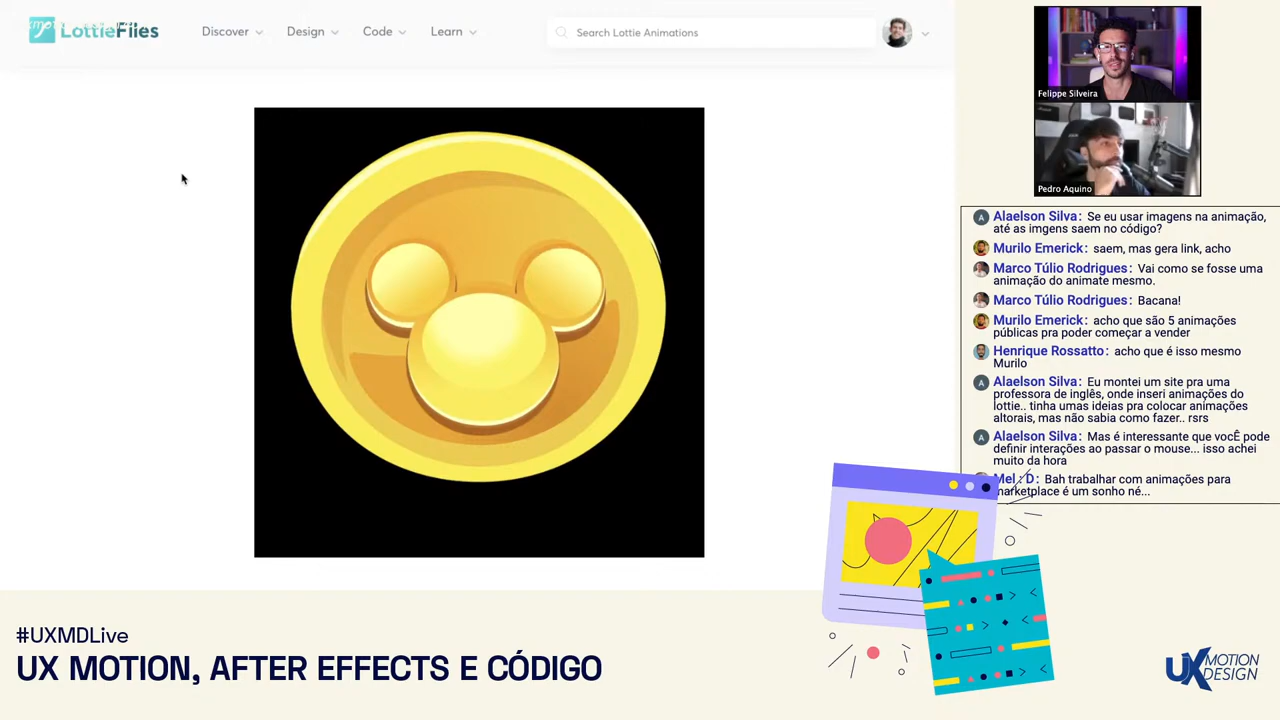 LottieFiles
Discover
Design
Code
Learn
Search Lottie Animations
Felippe Silveira
Pedro Aquino
A Alaelson Silva: Se eu usar imagens na animação,
até as imgens saem no código?
Murilo Emerick: saem, mas gera link, acho
Marco Túlio Rodrigues: Vai como se fosse uma
animação do animate mesmo.
Marco Túlio Rodrigues: Bacana!
Murilo Emerick: acho que são 5 animações
públicas pra poder começar a vender
Henrique Rossatto: acho que é isso mesmo
Murilo
A Alaelson Silva: Eu montei um site pra uma
professora de inglês, onde inseri animações do
lottie.. tinha umas ideias pra colocar animações
altorais, mas não sabia como fazer.. rsrs
A Alaelson Silva: Mas é interessante que vocÊ pode
definir interações ao passar o mouse... isso achei
muito da hora
Mel : D: Bah trabalhar com animações para
marketplace é um sonho né...
#UXMDLive
UX MOTION, AFTER EFFECTS E CÓDIGO
UX MOTION
DESIGN